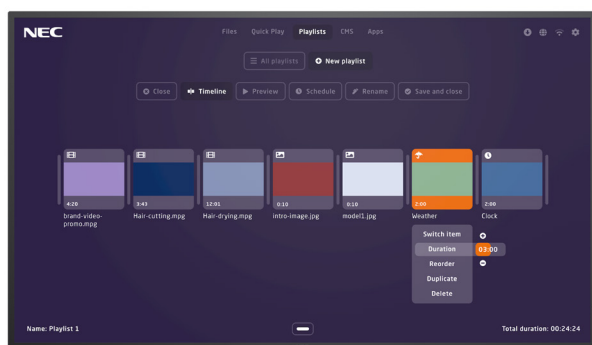 NEC
Files Quick Play Playlists CMS Apps
All playlists New playlist
Close Timeline Preview Schedule Rename Save and close
4:20 3:43 12:01 0:10 0:10 2:00 2:00
brand-video-promo.mpg Hair-cutting.mpg Hair-drying.mpg intro-image.jpg model1.jpg Weather Clock
Switch item
Duration 03:00
Reorder
Duplicate
Delete
Name: Playlist 1 Total duration: 00:24:24